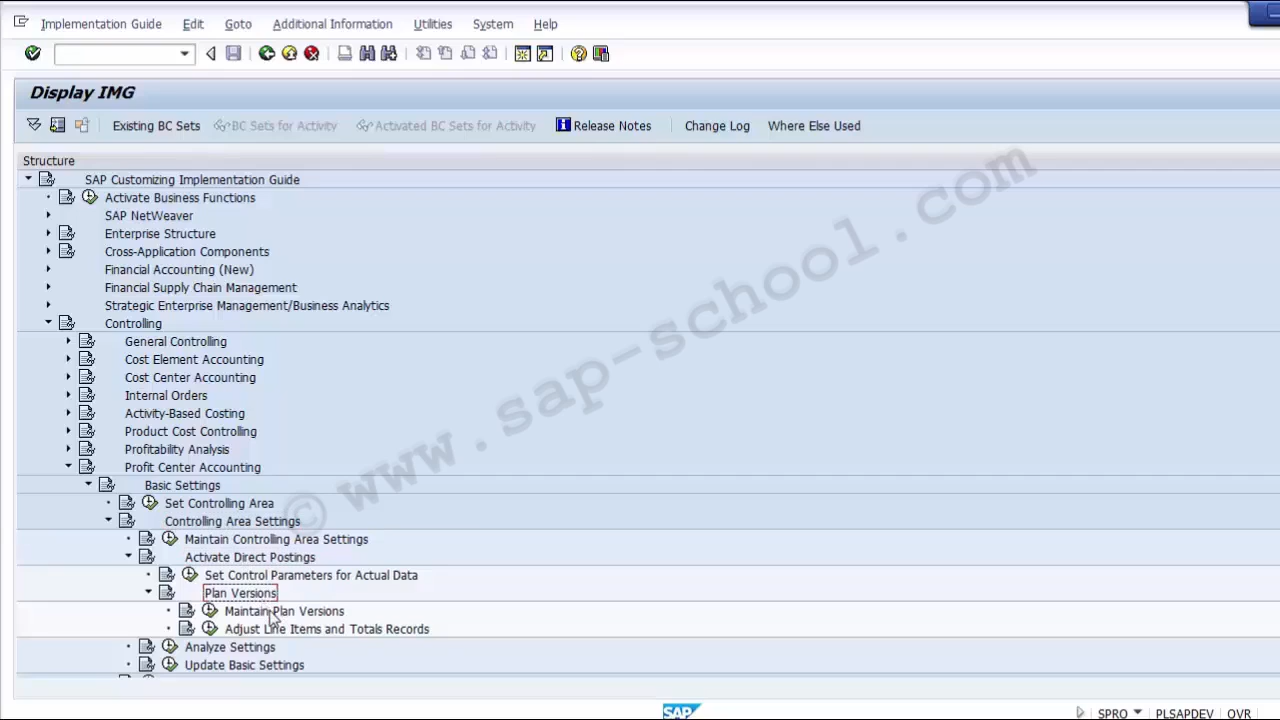 Implementation Guide Edit Goto Additional Information Utilities System Help
Display IMG
Existing BC Sets BC Sets for Activity Activated BC Sets for Activity Release Notes Change Log Where Else Used
Structure
SAP Customizing Implementation Guide
Activate Business Functions
SAP NetWeaver
Enterprise Structure
Cross-Application Components
Financial Accounting (New)
Financial Supply Chain Management
Strategic Enterprise Management/Business Analytics
Controlling
General Controlling
Cost Element Accounting
Cost Center Accounting
Internal Orders
Activity-Based Costing
Product Cost Controlling
Profitability Analysis
Profit Center Accounting
Basic Settings
Set Controlling Area
Controlling Area Settings
Maintain Controlling Area Settings
Activate Direct Postings
Set Control Parameters for Actual Data
Plan Versions
Maintain Plan Versions
Adjust Line Items and Totals Records
Analyze Settings
Update Basic Settings
© www.sap-school.com
SAP SPRO PLSAPDEV OVR